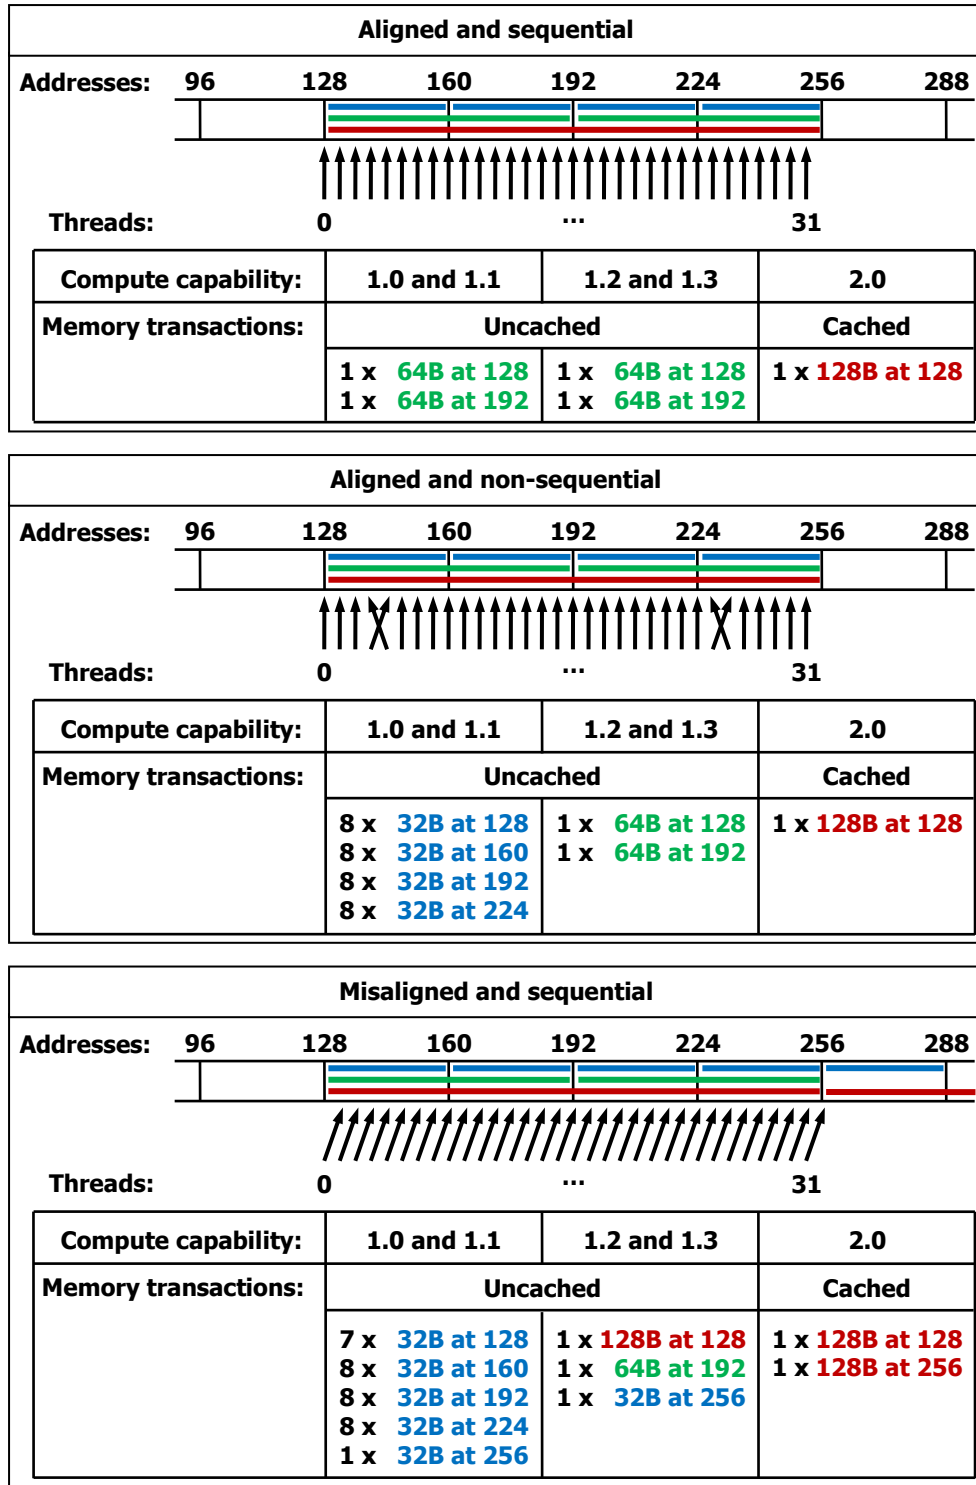 Aligned and sequential
Addresses: 96 128 160 192 224 256 288
Threads: 0 ... 31
Compute capability: 1.0 and 1.1 1.2 and 1.3 2.0
Memory transactions: Uncached Cached
1 x 64B at 128 1 x 64B at 128 1 x 128B at 128
1 x 64B at 192 1 x 64B at 192
Aligned and non-sequential
Addresses: 96 128 160 192 224 256 288
Threads: 0 ... 31
Compute capability: 1.0 and 1.1 1.2 and 1.3 2.0
Memory transactions: Uncached Cached
8 x 32B at 128 1 x 64B at 128 1 x 128B at 128
8 x 32B at 160 1 x 64B at 192
8 x 32B at 192
8 x 32B at 224
Misaligned and sequential
Addresses: 96 128 160 192 224 256 288
Threads: 0 ... 31
Compute capability: 1.0 and 1.1 1.2 and 1.3 2.0
Memory transactions: Uncached Cached
7 x 32B at 128 1 x 128B at 128 1 x 128B at 128
8 x 32B at 160 1 x 64B at 192 1 x 128B at 256
8 x 32B at 192 1 x 32B at 256
8 x 32B at 224
1 x 32B at 256